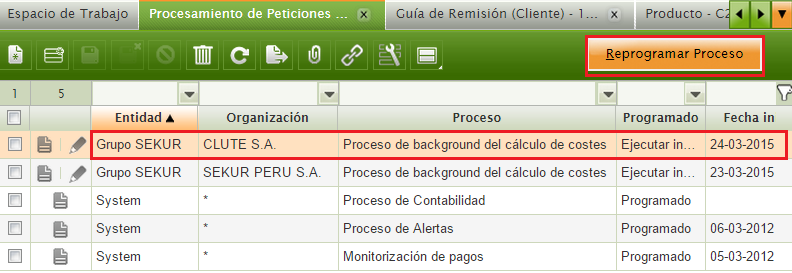 Espacio de Trabajo Procesamiento de Peticiones ... Guía de Remisión (Cliente) - 1... Producto - C2
Reprogramar Proceso
1 5
Entidad Organización Proceso Programado Fecha in
Grupo SEKUR CLUTE S.A. Proceso de background del cálculo de costes Ejecutar in... 24-03-2015
Grupo SEKUR SEKUR PERU S.A. Proceso de background del cálculo de costes Ejecutar in... 23-03-2015
System * Proceso de Contabilidad Programado
System * Proceso de Alertas Programado 06-03-2012
System * Monitorización de pagos Programado 05-03-2012